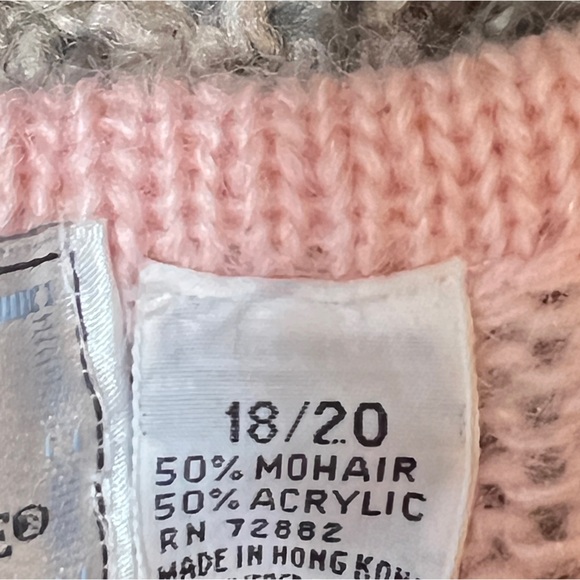 18/20
50% MOHAIR
50% ACRYLIC
RN 72882
MADE IN HONG KONG
E®